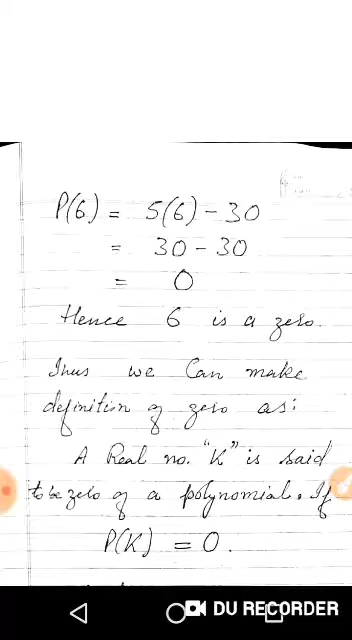 P(6) = 5(6) - 30
= 30 - 30
= 0
Hence 6 is a zero.
Thus we Can make
definition of zero as:
A Real no. "K" is said
to be zero of a polynomial. If
P(K) = 0.
DU RECORDER